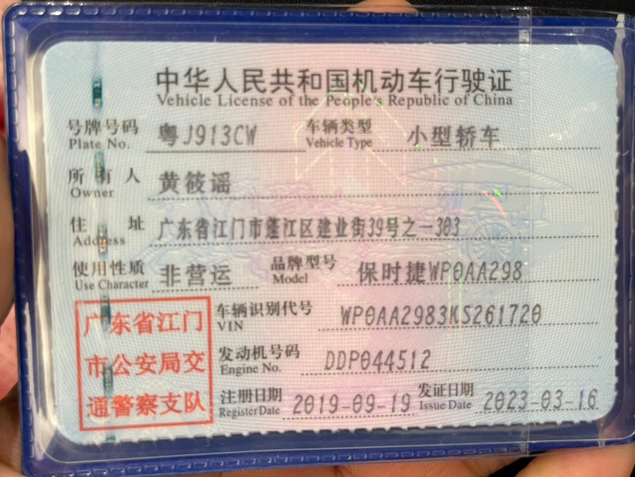 中华人民共和国机动车行驶证
Vehicle License of the People's Republic of China
号牌号码 粤J913CW 车辆类型 小型轿车
Plate No. Vehicle Type
所有人 黄筱谣
Owner
住址 广东省江门市蓬江区建业街39号之一303
Address
使用性质 非营运 品牌型号 保时捷WP0AA298
Use Character Model
广东省江门
市公安局交
通警察支队
车辆识别代号 WP0AA2983KS261720
VIN
发动机号码 DDP044512
Engine No.
注册日期 2019-09-19 发证日期 2023-03-16
Register Date Issue Date